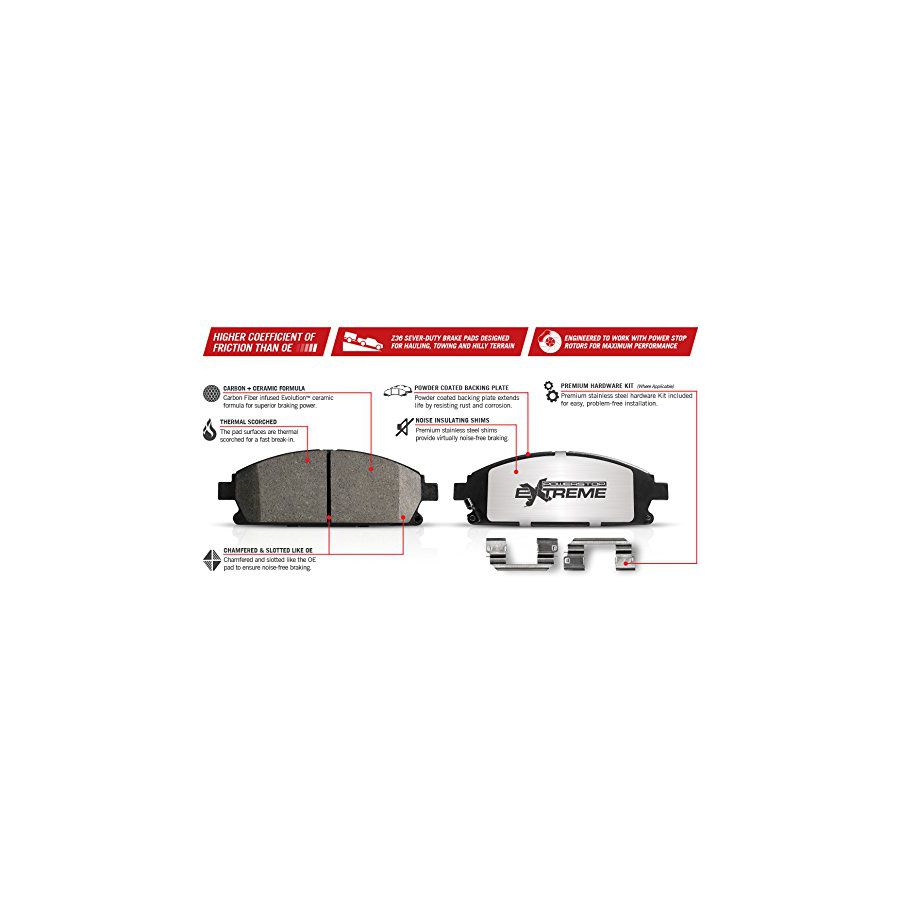 HIGHER COEFFICIENT OF
FRICTION THAN OE
Z36 SEVER-DUTY BRAKE PADS DESIGNED
FOR HAULING, TOWING AND HILLY TERRAIN
ENGINEERED TO WORK WITH POWER STOP
ROTORS FOR MAXIMUM PERFORMANCE
CARBON + CERAMIC FORMULA
Carbon Fiber infused Evolution™ ceramic
formula for superior braking power.
THERMAL SCORCHED
The pad surfaces are thermal
scorched for a fast break-in.
POWDER COATED BACKING PLATE
Powder coated backing plate extends
life by resisting rust and corrosion.
NOISE INSULATING SHIMS
Premium stainless steel shims
provide virtually noise-free braking.
PREMIUM HARDWARE KIT (Where Applicable)
Premium stainless steel hardware Kit included
for easy, problem-free installation.
POWERSTOP
EXTREME
CHAMFERED & SLOTTED LIKE OE
Chamfered and slotted like the OE
pad to ensure noise-free braking.